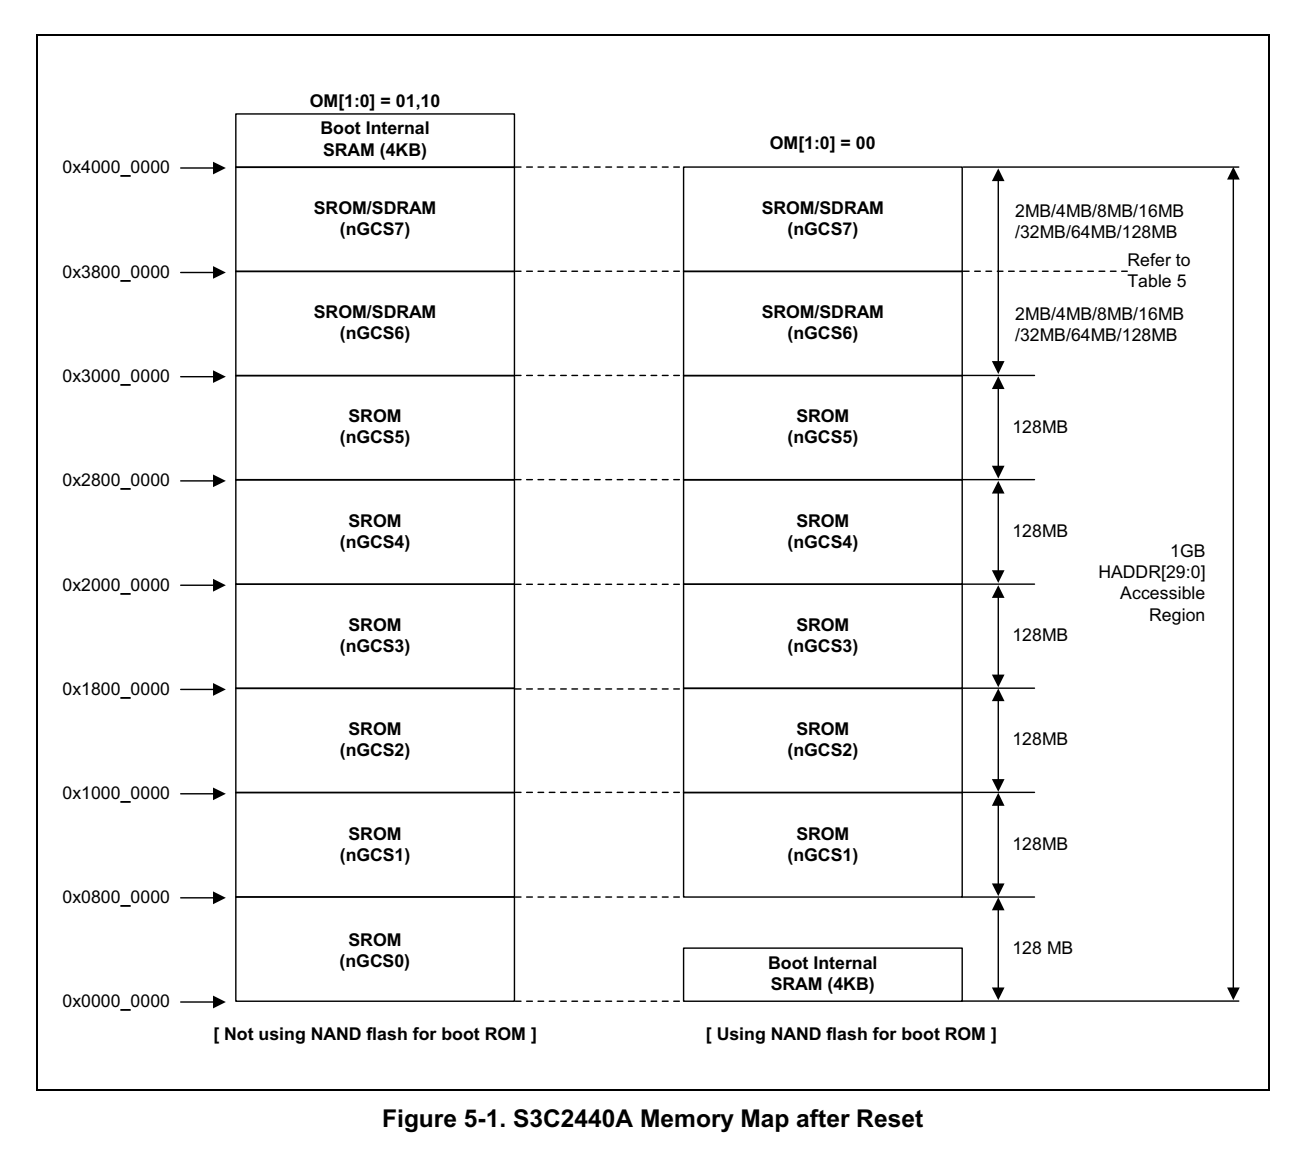 OM[1:0] = 01,10
Boot Internal
SRAM (4KB)
OM[1:0] = 00
0x4000_0000
SROM/SDRAM
(nGCS7)
SROM/SDRAM
(nGCS7)
2MB/4MB/8MB/16MB
/32MB/64MB/128MB
0x3800_0000
Refer to
Table 5
SROM/SDRAM
(nGCS6)
SROM/SDRAM
(nGCS6)
2MB/4MB/8MB/16MB
/32MB/64MB/128MB
0x3000_0000
SROM
(nGCS5)
SROM
(nGCS5)
128MB
0x2800_0000
SROM
(nGCS4)
SROM
(nGCS4)
128MB
1GB
HADDR[29:0]
Accessible
Region
0x2000_0000
SROM
(nGCS3)
SROM
(nGCS3)
128MB
0x1800_0000
SROM
(nGCS2)
SROM
(nGCS2)
128MB
0x1000_0000
SROM
(nGCS1)
SROM
(nGCS1)
128MB
0x0800_0000
SROM
(nGCS0)
Boot Internal
SRAM (4KB)
128 MB
0x0000_0000
[ Not using NAND flash for boot ROM ]
[ Using NAND flash for boot ROM ]
Figure 5-1. S3C2440A Memory Map after Reset